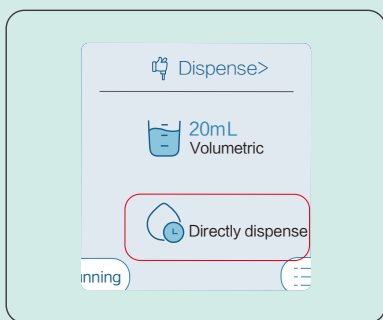 Dispense>
20mL
Volumetric
Directly dispense
nning)